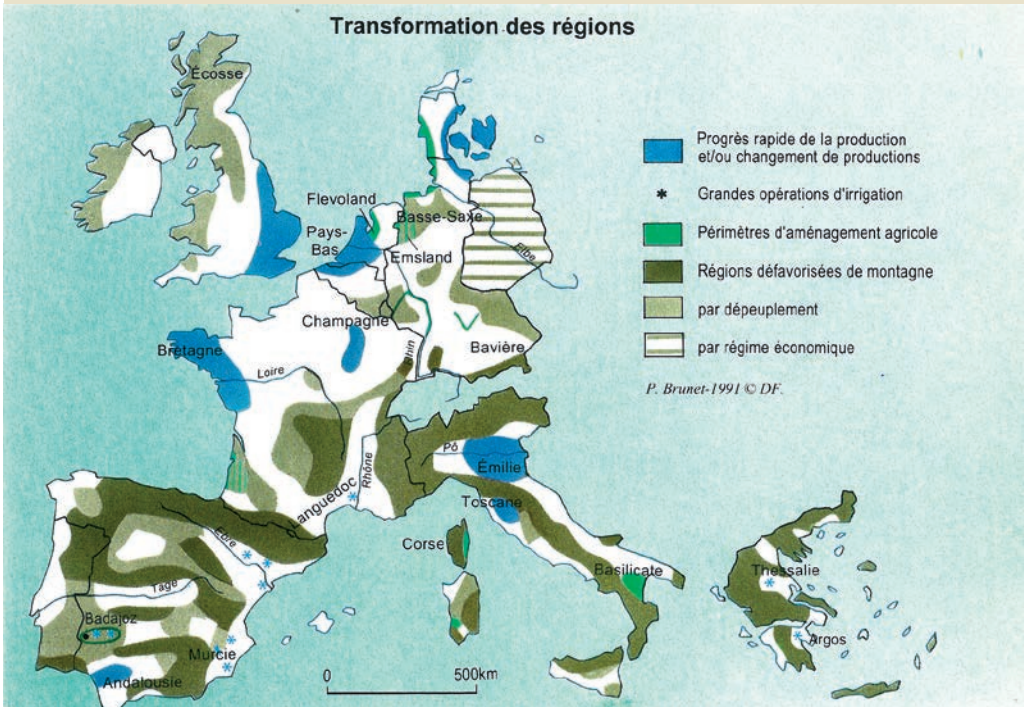 Transformation des régions
Écosse
Flevoland
Pays-
Bas
Basse-Saxe
Emsland
Elbe
Champagne
Bretagne
Rhin
Bavière
Loire
Rhône
Pô
Émilie
Languedoc
Toscane
Èbre
Corse
Basilicate
Thessalie
Tage
Badajoz
Argos
Murcie
Andalousie
0 500km
Progrès rapide de la production
et/ou changement de productions
Grandes opérations d'irrigation
Périmètres d'aménagement agricole
Régions défavorisées de montagne
par dépeuplement
par régime économique
P. Brunet-1991 © DF.